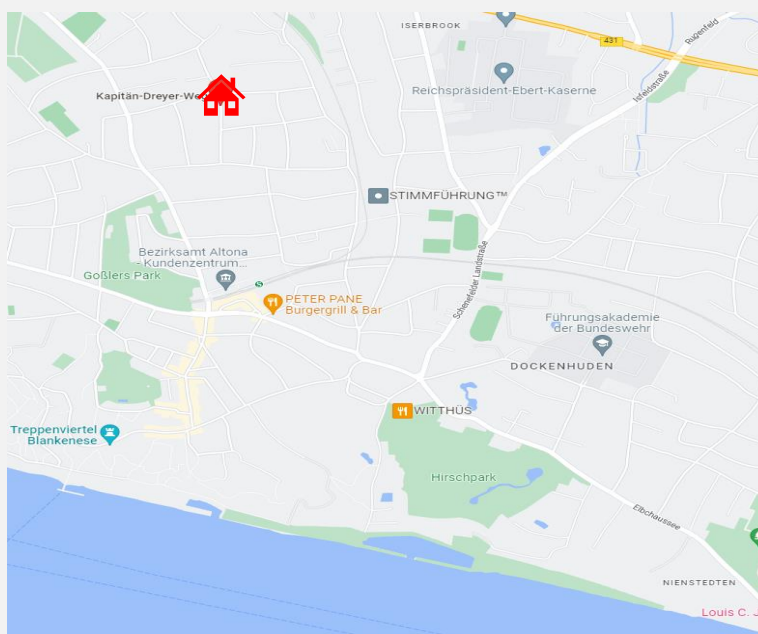 ISERBROOK
431
Rugenfeld
Kapitän-Dreyer-We
Reichspräsident-Ebert-Kaserne
Isfeldstraße
STIMMFÜHRUNG™
Bezirksamt Altona
- Kundenzentrum...
Goßlers Park
Schenefelder Landstraße
PETER PANE
Burgergrill & Bar
Führungsakademie
der Bundeswehr
DOCKENHUDEN
WITTHÜS
Treppenviertel
Blankenese
Hirschpark
Elbchaussee
NIENSTEDTEN
Louis C. J